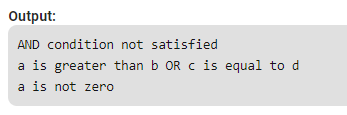 Output:
AND condition not satisfied
a is greater than b OR c is equal to d
a is not zero